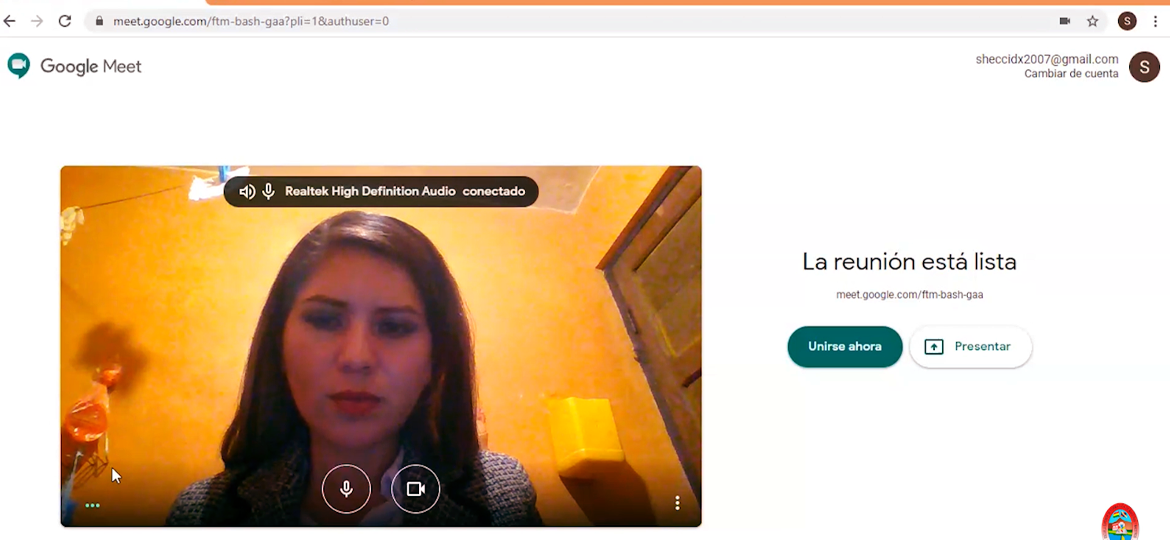 meet.google.com/ftm-bash-gaa?pli=1&authuser=0
S
Google Meet
sheccidx2007@gmail.com
Cambiar de cuenta
S
Realtek High Definition Audio conectado
La reunión está lista
meet.google.com/ftm-bash-gaa
Unirse ahora
Presentar